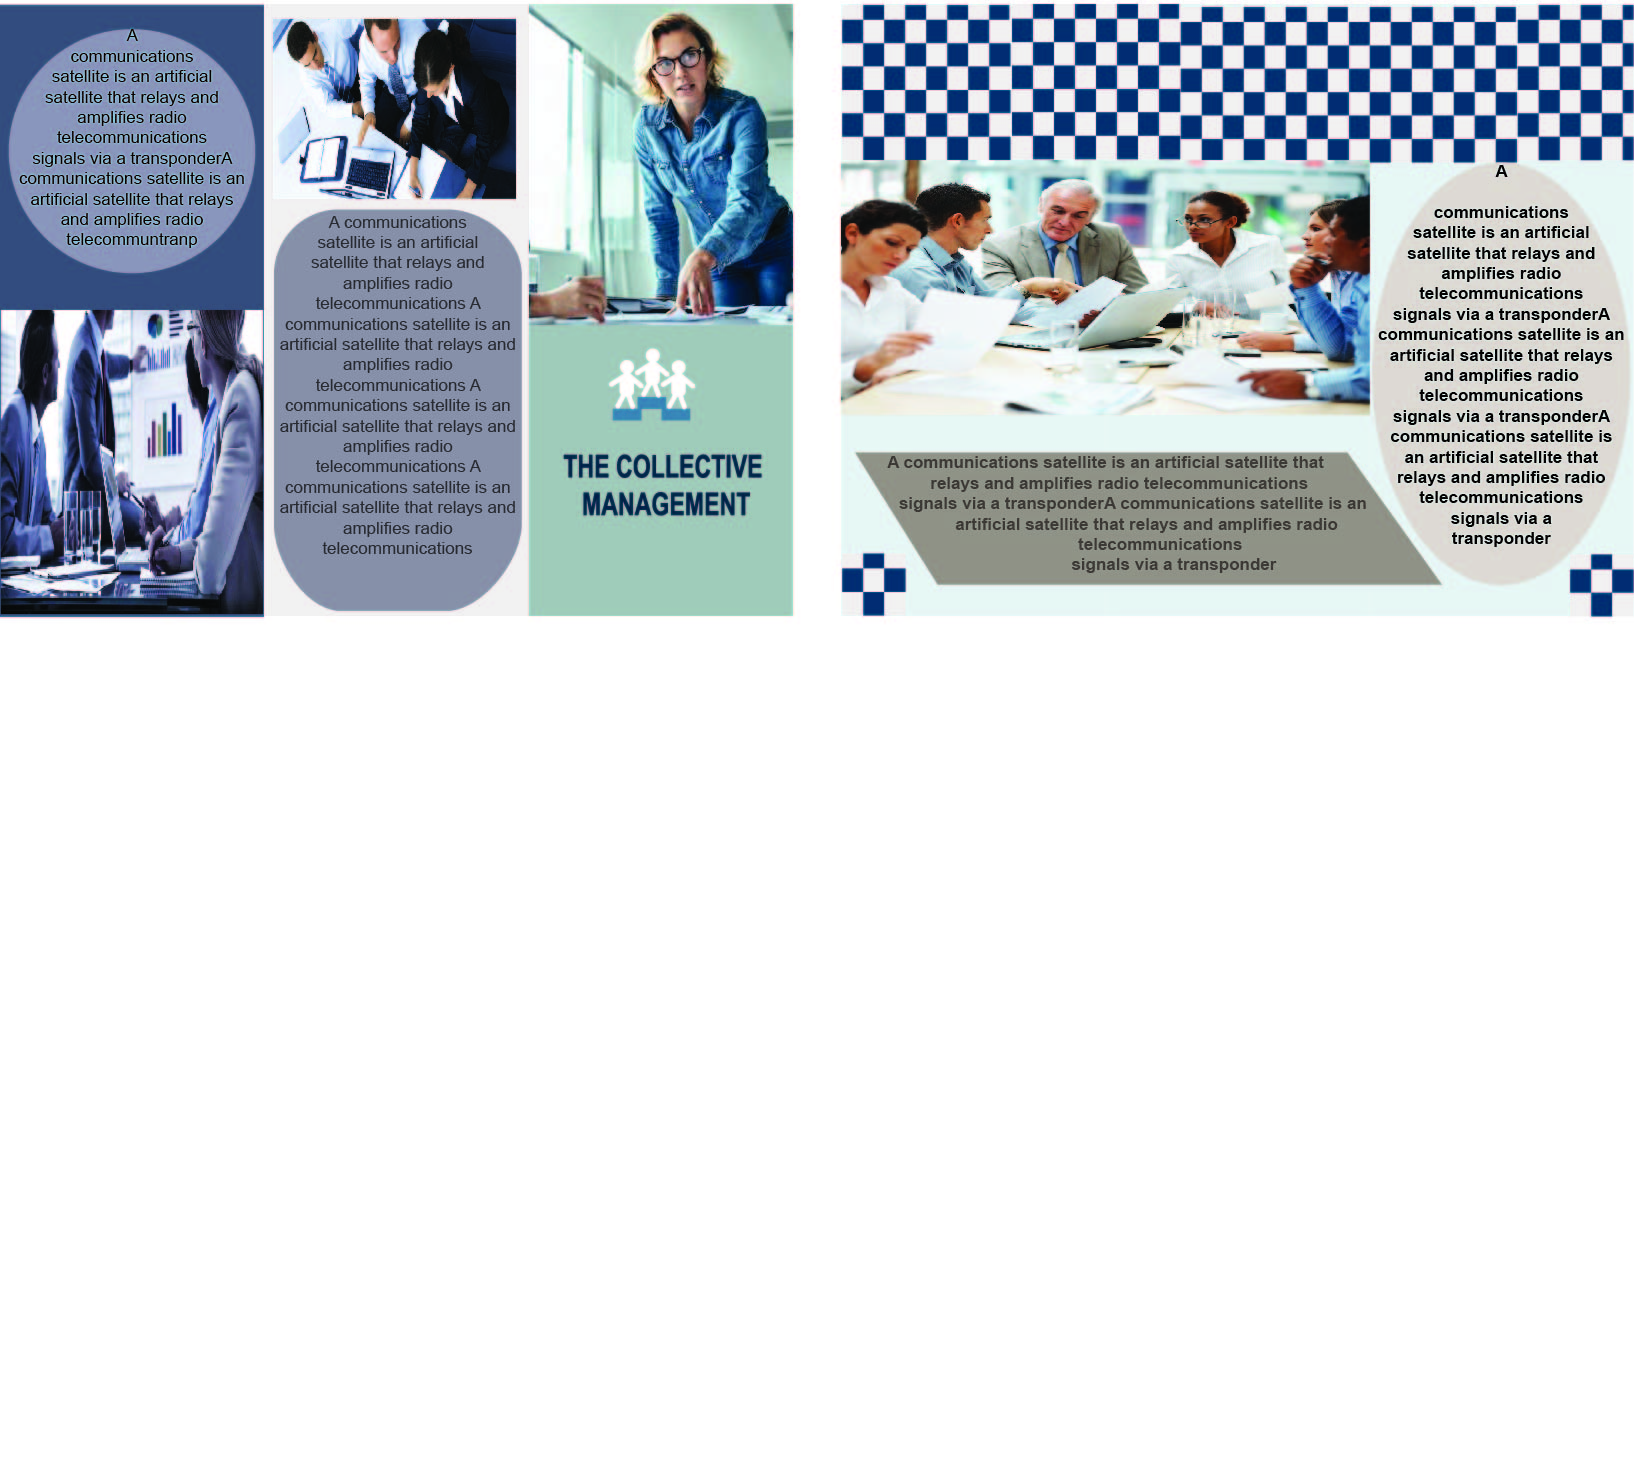 A
communications
satellite is an artificial
satellite that relays and
amplifies radio
telecommunications
signals via a transponderA
communications satellite is an
artificial satellite that relays
and amplifies radio
telecommuntranp
A communications
satellite is an artificial
satellite that relays and
amplifies radio
telecommunications A
communications satellite is an
artificial satellite that relays and
amplifies radio
telecommunications A
communications satellite is an
artificial satellite that relays and
amplifies radio
telecommunications A
communications satellite is an
artificial satellite that relays and
amplifies radio
telecommunications
THE COLLECTIVE
MANAGEMENT
A communications satellite is an artificial satellite that
relays and amplifies radio telecommunications
signals via a transponderA communications satellite is an
artificial satellite that relays and amplifies radio
telecommunications
signals via a transponder
A
communications
satellite is an artificial
satellite that relays and
amplifies radio
telecommunications
signals via a transponderA
communications satellite is an
artificial satellite that relays
and amplifies radio
telecommunications
signals via a transponderA
communications satellite is
an artificial satellite that
relays and amplifies radio
telecommunications
signals via a
transponder